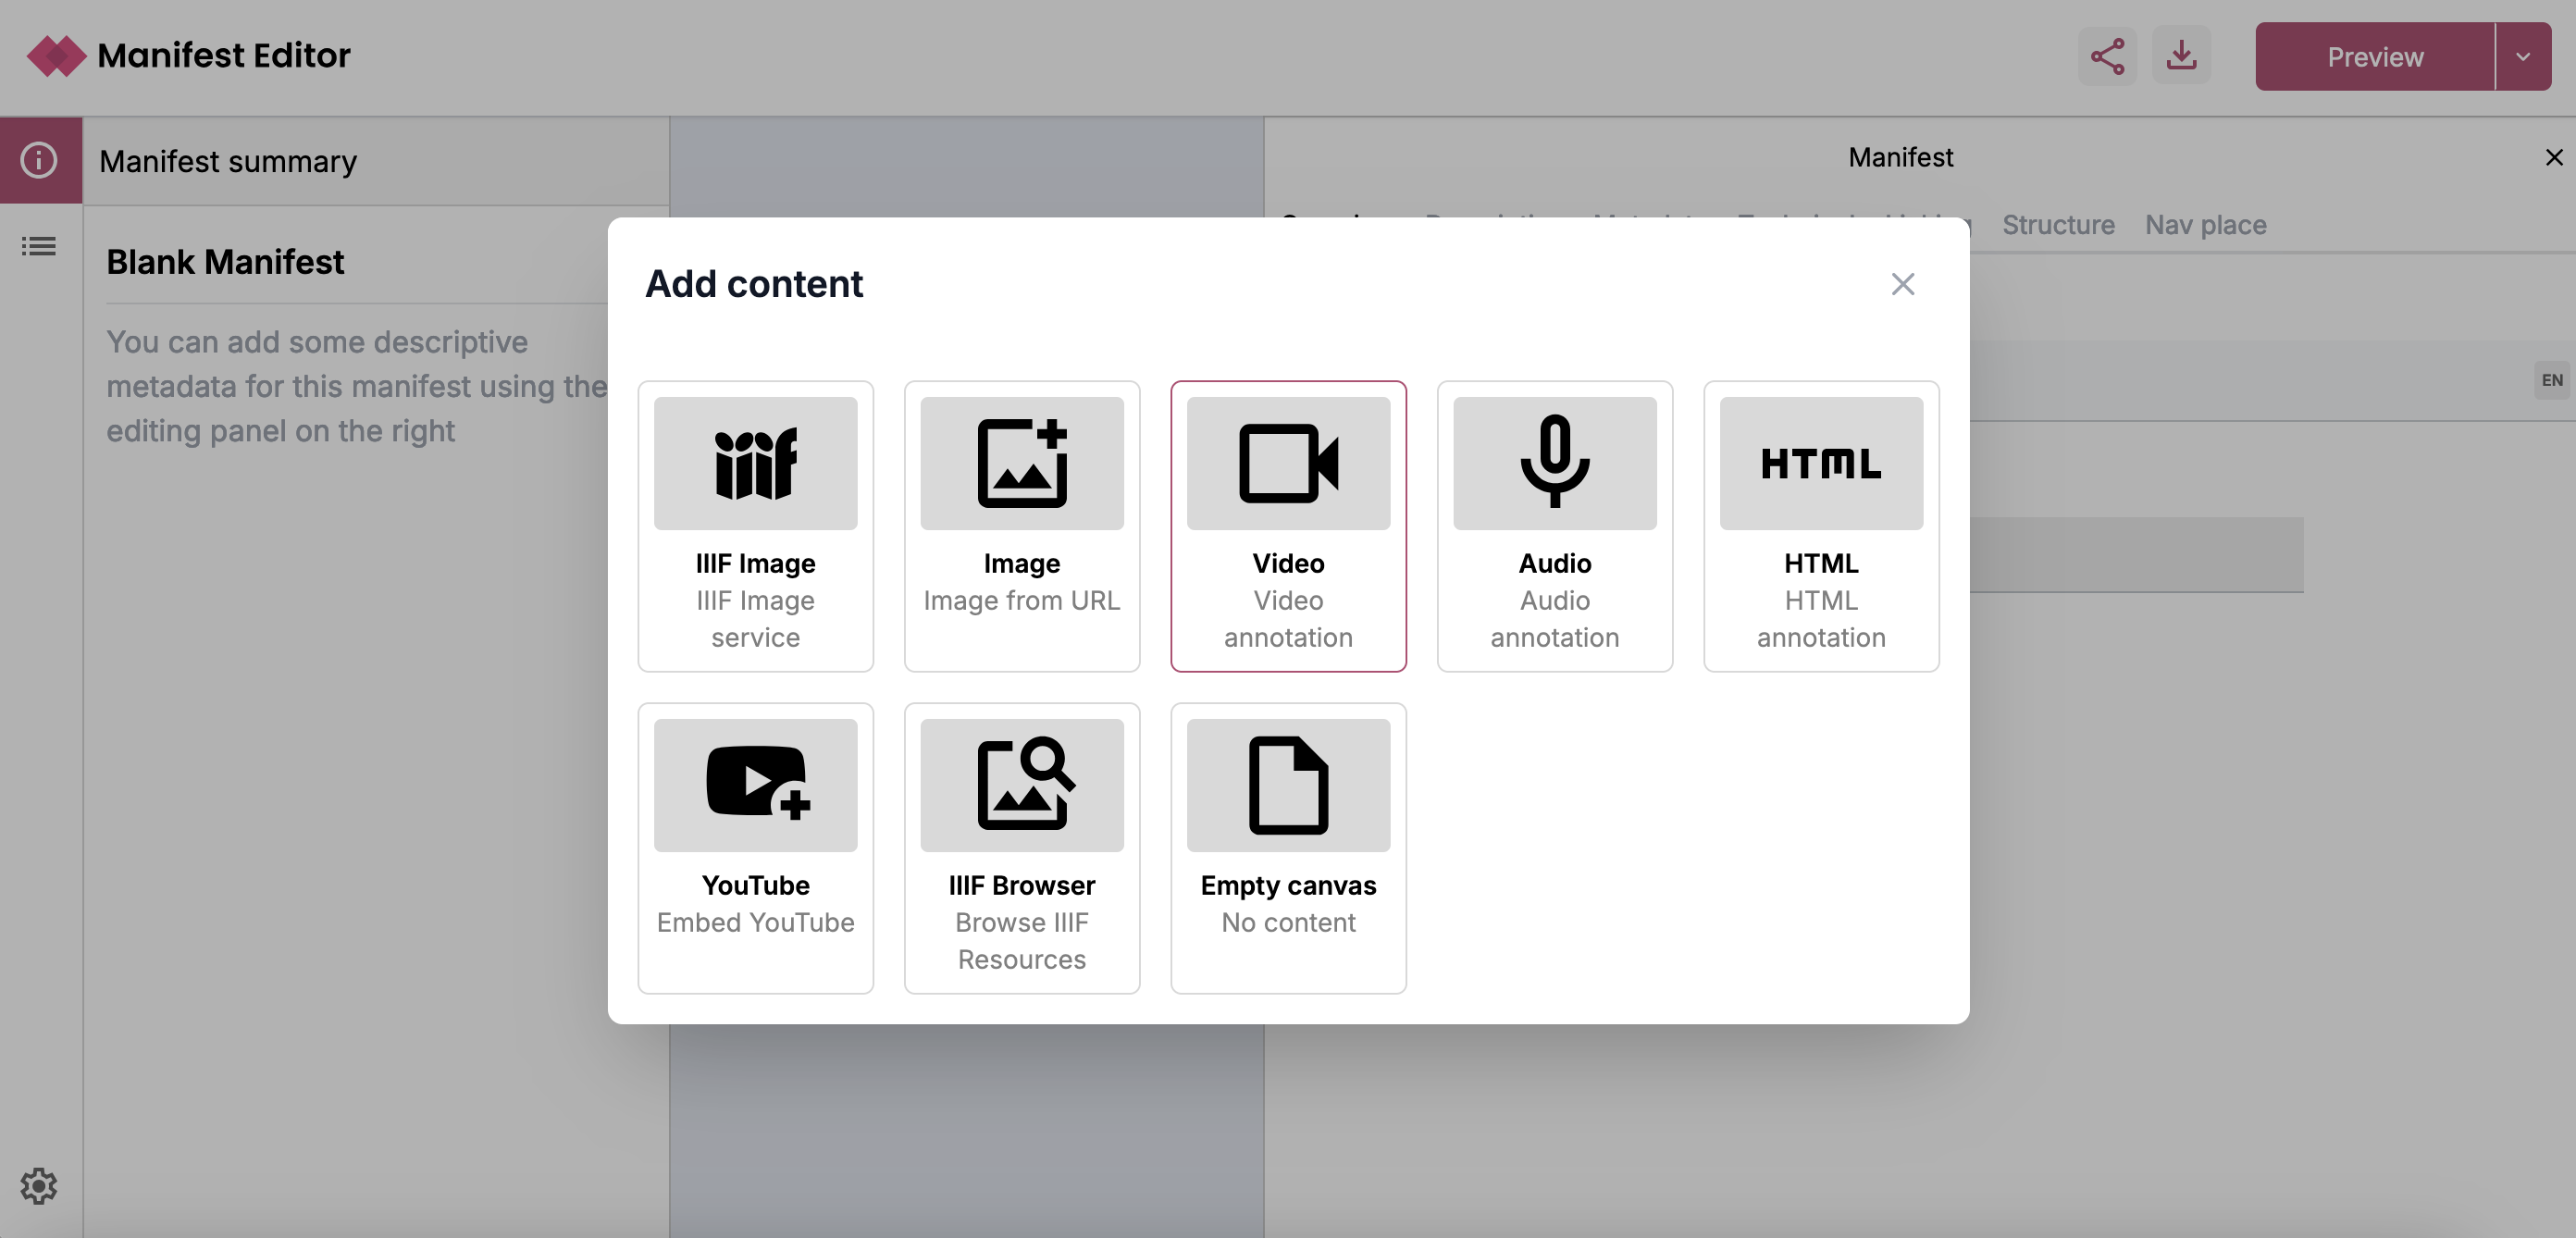 Manifest Editor
Preview
Manifest summary
Manifest
Structure Nav place
Blank Manifest
You can add some descriptive
metadata for this manifest using the
editing panel on the right
EN
Add content
IIIF Image
IIIF Image
service
Image
Image from URL
Video
Video
annotation
Audio
Audio
annotation
HTML
HTML
HTML
annotation
YouTube
Embed YouTube
IIIF Browser
Browse IIIF
Resources
Empty canvas
No content